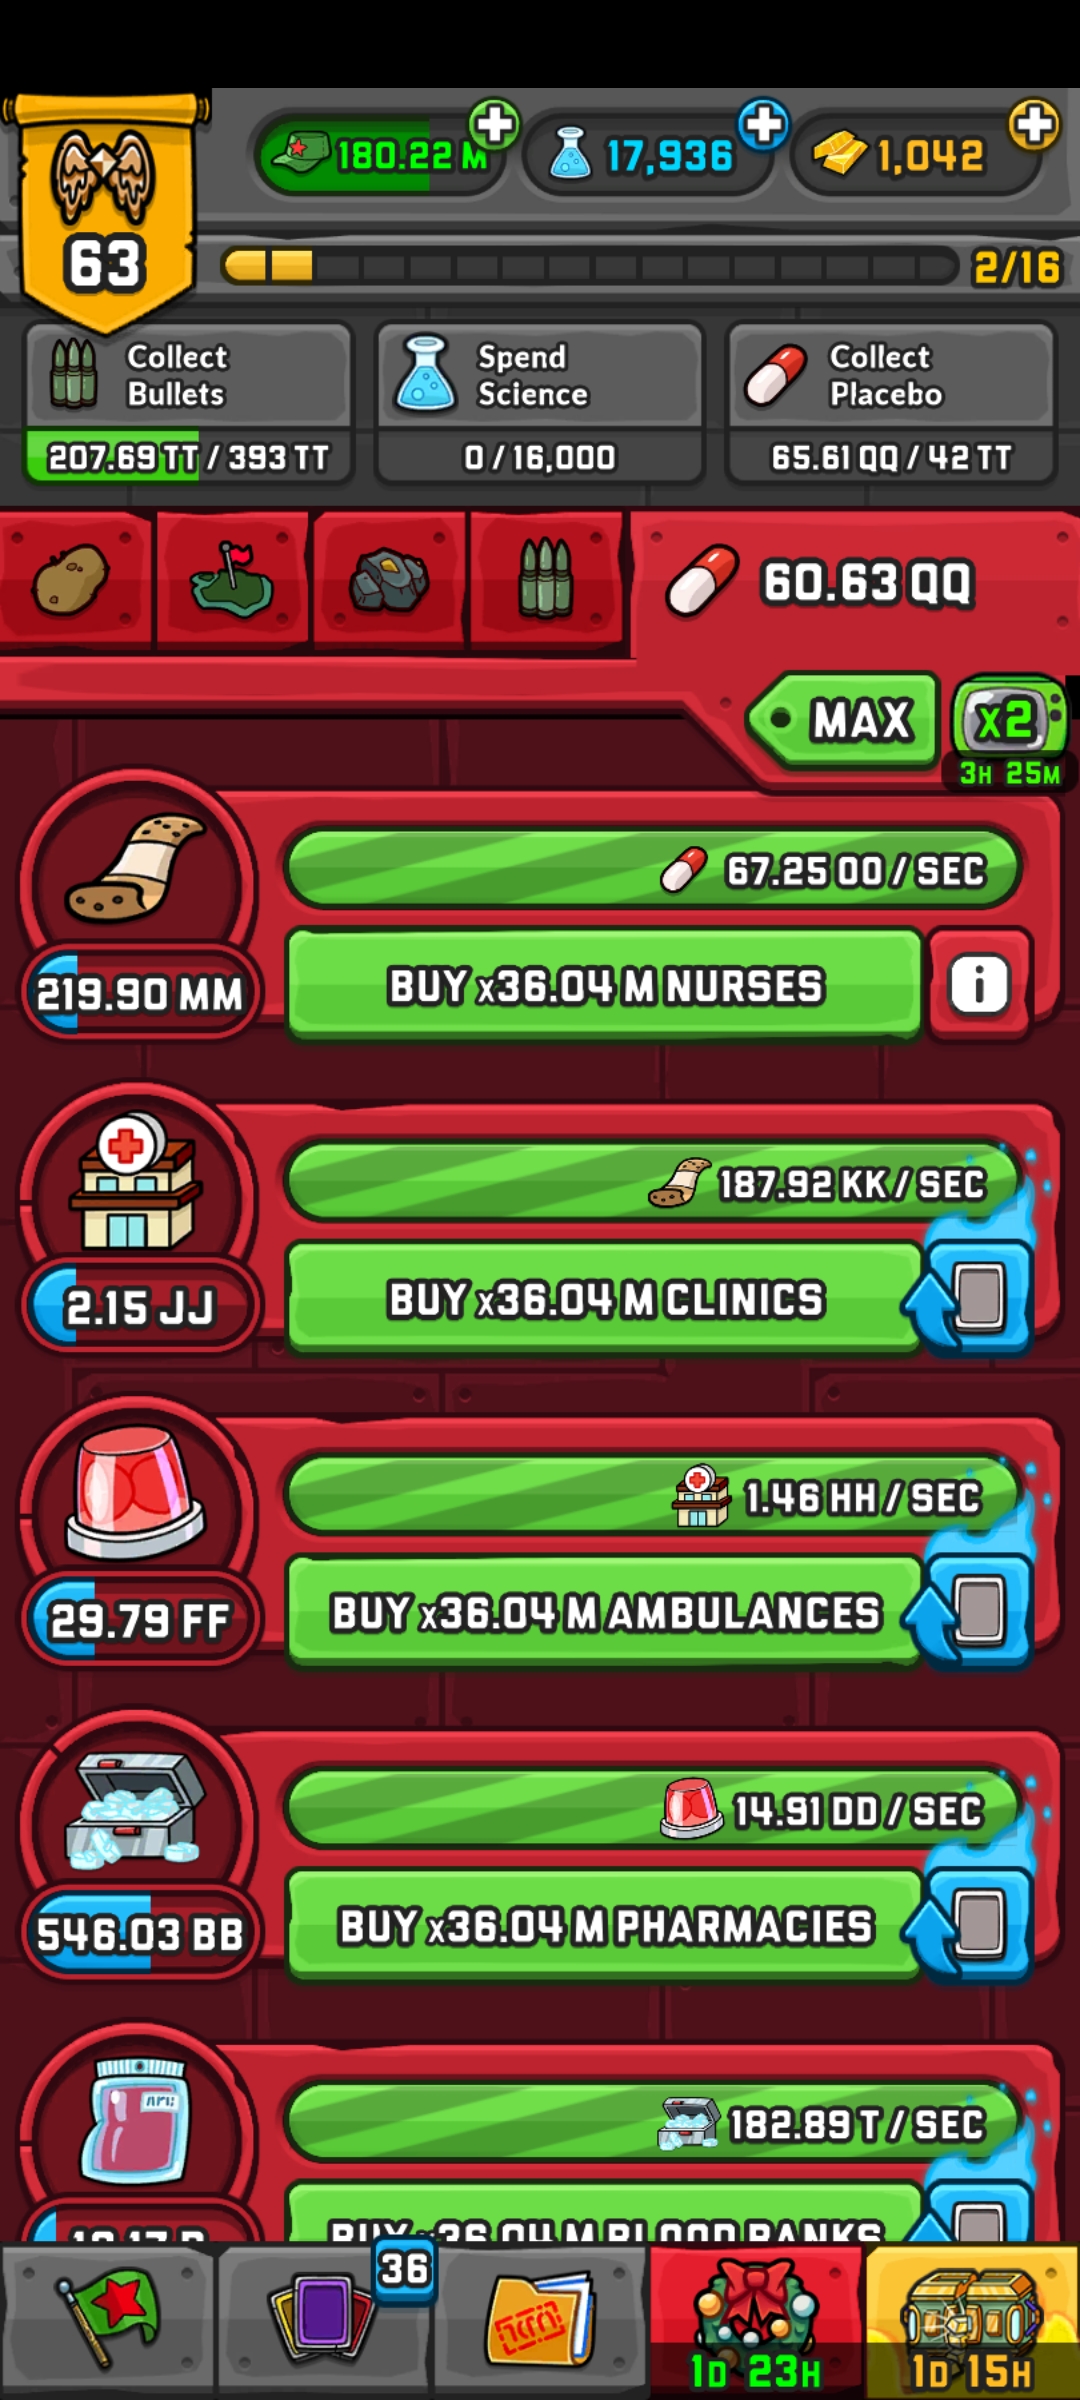 180.22 M
17,936
1,042
63
2/16
Collect
Bullets
Spend
Science
Collect
Placebo
207.69 TT / 393 TT
0 / 16,000
65.61 QQ / 42 TT
60.63 QQ
MAX
x2
3H 25M
67.25 OO / SEC
219.90 MM
BUY x36.04 M NURSES
187.92 KK / SEC
2.15 JJ
BUY x36.04 M CLINICS
1.46 HH / SEC
29.79 FF
BUY x36.04 M AMBULANCES
14.91 DD / SEC
546.03 BB
BUY x36.04 M PHARMACIES
182.89 T / SEC
BUY x36.04 M BLOOD BANKS
36
1D 23H
1D 15H